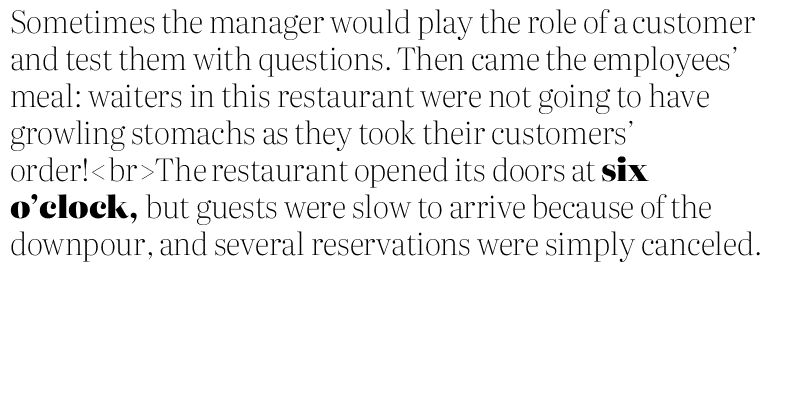 Sometimes the manager would play the role of a customer
and test them with questions. Then came the employees’
meal: waiters in this restaurant were not going to have
growling stomachs as they took their customers’
order!<br>The restaurant opened its doors at six
o’clock, but guests were slow to arrive because of the
downpour, and several reservations were simply canceled.